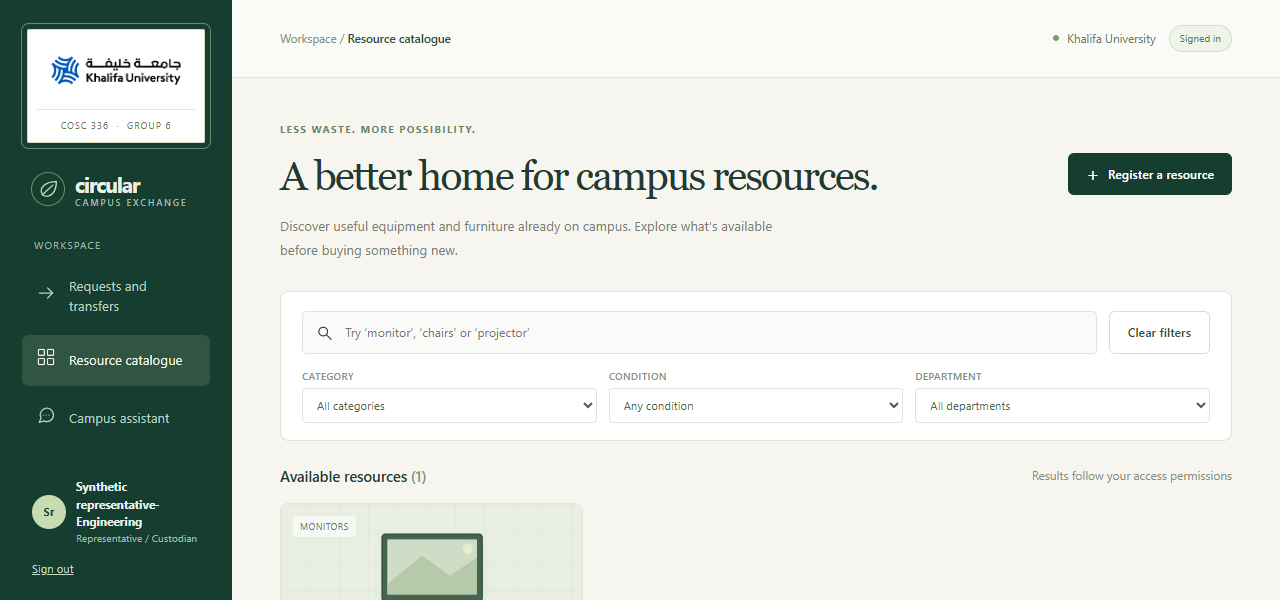 جامعـة خليفـة
Khalifa University
COSC 336 · GROUP 6
circular
CAMPUS EXCHANGE
WORKSPACE
Requests and
transfers
Resource catalogue
Campus assistant
Sr
Synthetic
representative-
Engineering
Representative / Custodian
Sign out
Workspace / Resource catalogue
Khalifa University
Signed in
LESS WASTE. MORE POSSIBILITY.
A better home for campus resources.
+ Register a resource
Discover useful equipment and furniture already on campus. Explore what's available
before buying something new.
Try ‘monitor’, ‘chairs’ or ‘projector’
Clear filters
CATEGORY
All categories
CONDITION
Any condition
DEPARTMENT
All departments
Available resources (1)
Results follow your access permissions
MONITORS